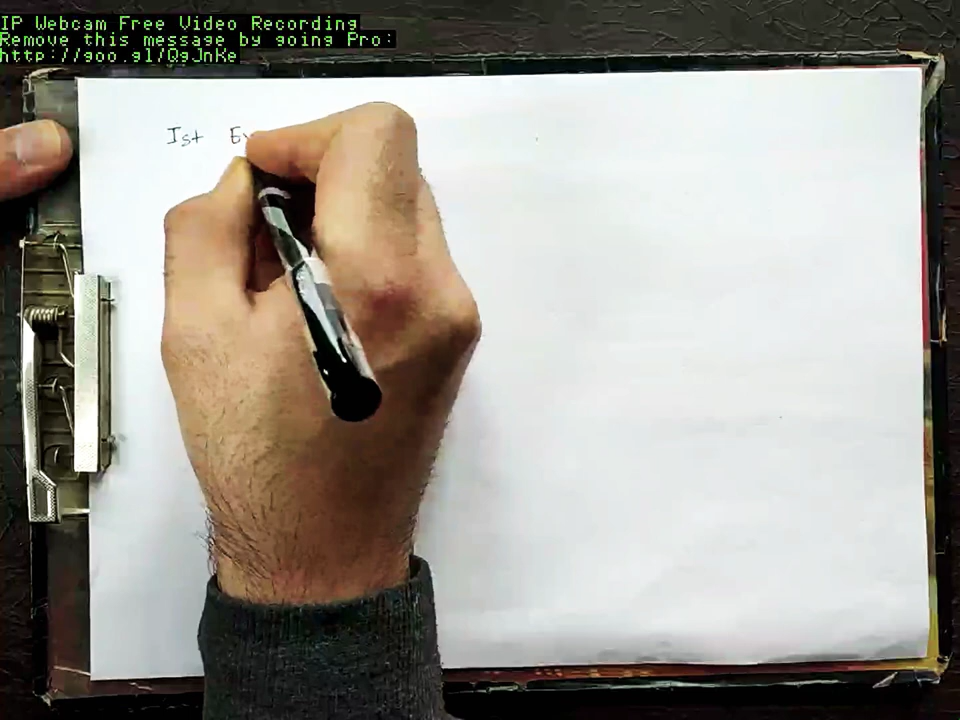 IP Webcam Free Video Recording
Remove this message by going Pro:
http://goo.gl/QgJnKe
Ist